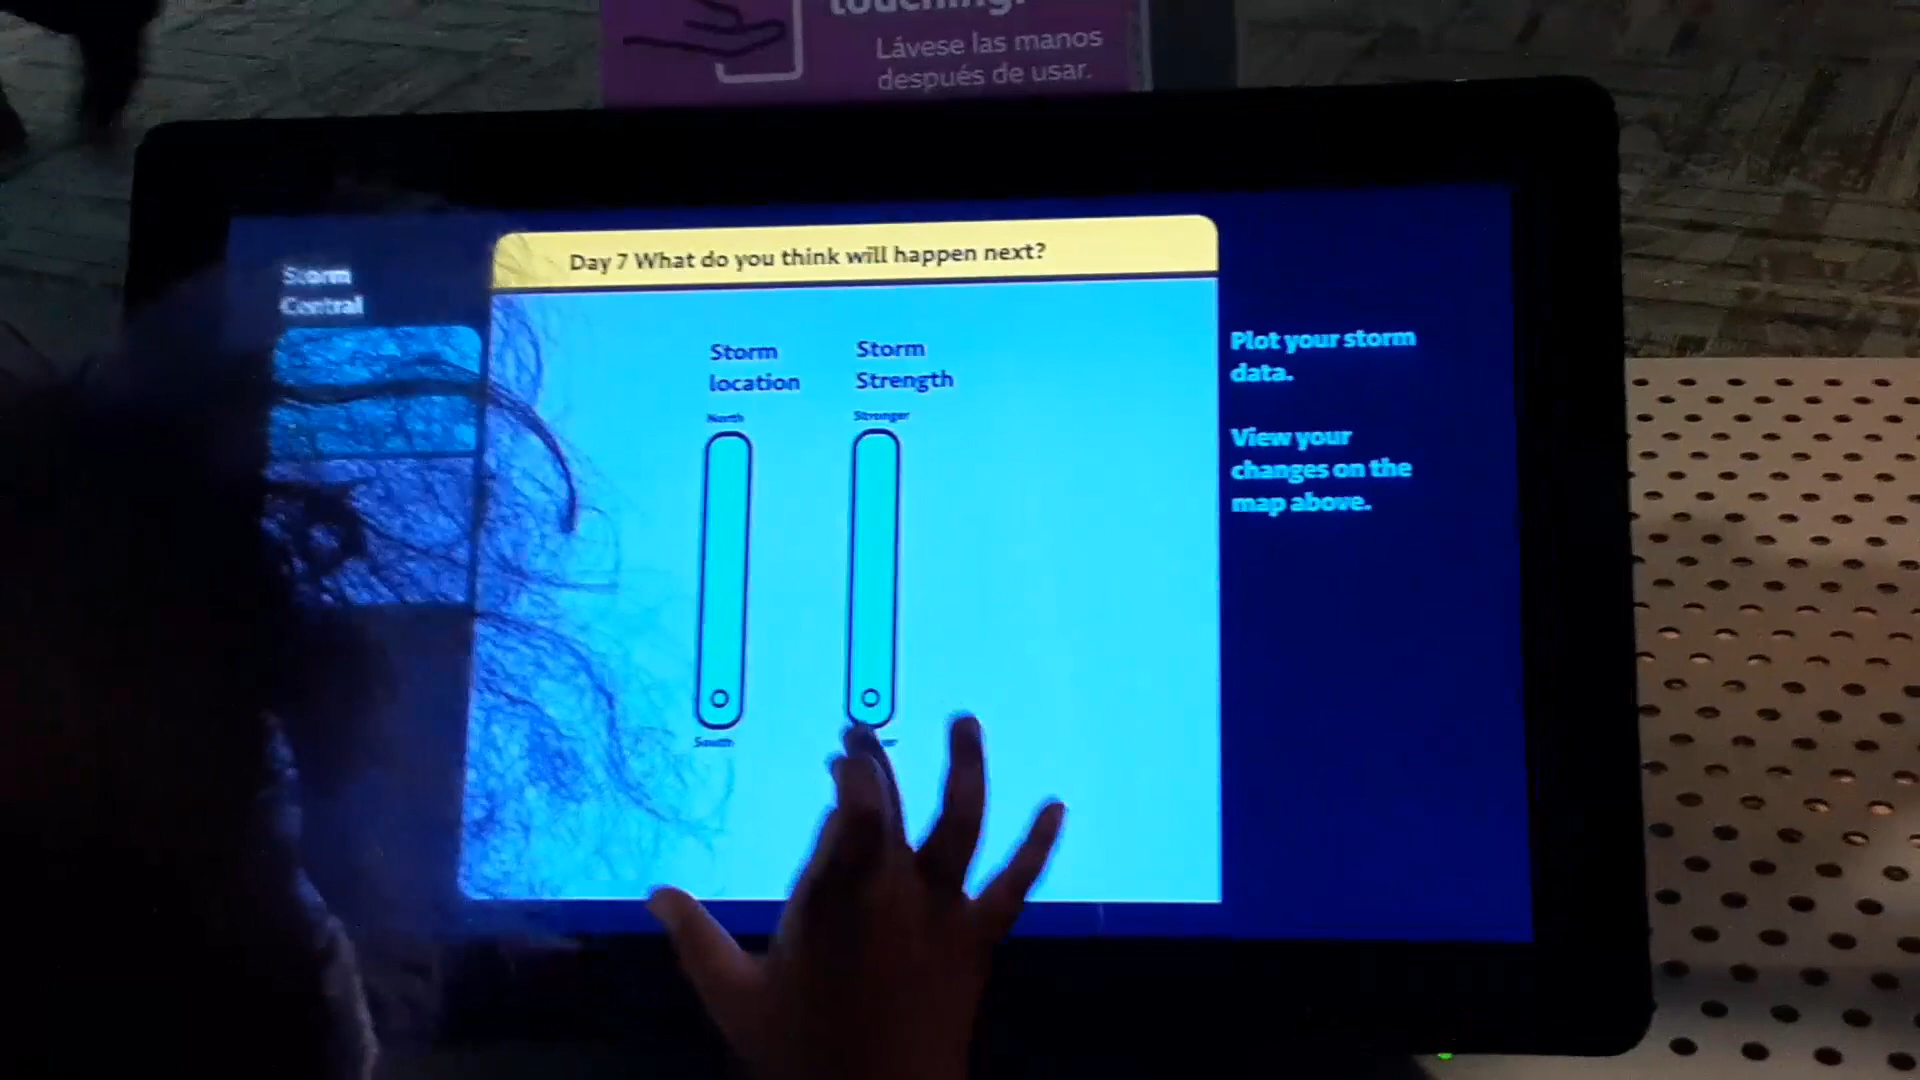 touching.
Lávese las manos
después de usar.
Storm
Central
Day 7 What do you think will happen next?
Storm
location
Storm
Strength
North
Stronger
South
Plot your storm
data.
View your
changes on the
map above.